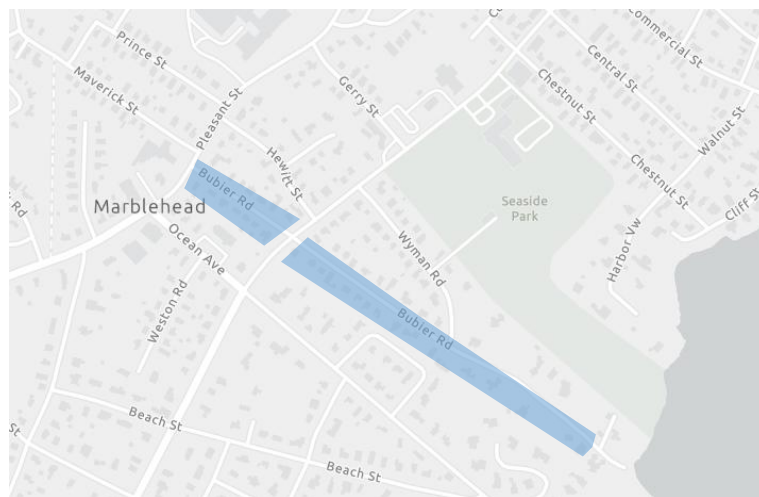 Prince St
Commercial St
Maverick St
Central St
Gerry St
Chestnut St
Pleasant St
Walnut St
Hewitt St
Bubier Rd
Chestnut St
Seaside
Park
Cliff St
Marblehead
Rd
Ocean Ave
Wyman Rd
Harbor Vw
Weston Rd
Bubier Rd
Beach St
St
Beach St